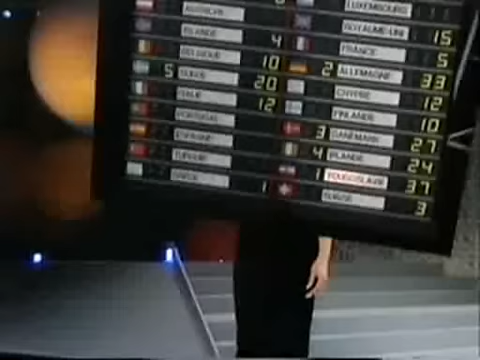 AUTRICHE
LUXEMBOURG
ISLANDE 4
ROYAUME-UNI 15
BELGIQUE 10
FRANCE 5
5 20
2 ALLEMAGNE 33
ITALIE 12
CHYPRE 12
PORTUGAL
FINLANDE 10
ESPAGNE
3 DANEMARK 27
TURQUIE
4 IRLANDE 24
GRECE 1
1 YOUGOSLAVIE 37
SUISSE 3